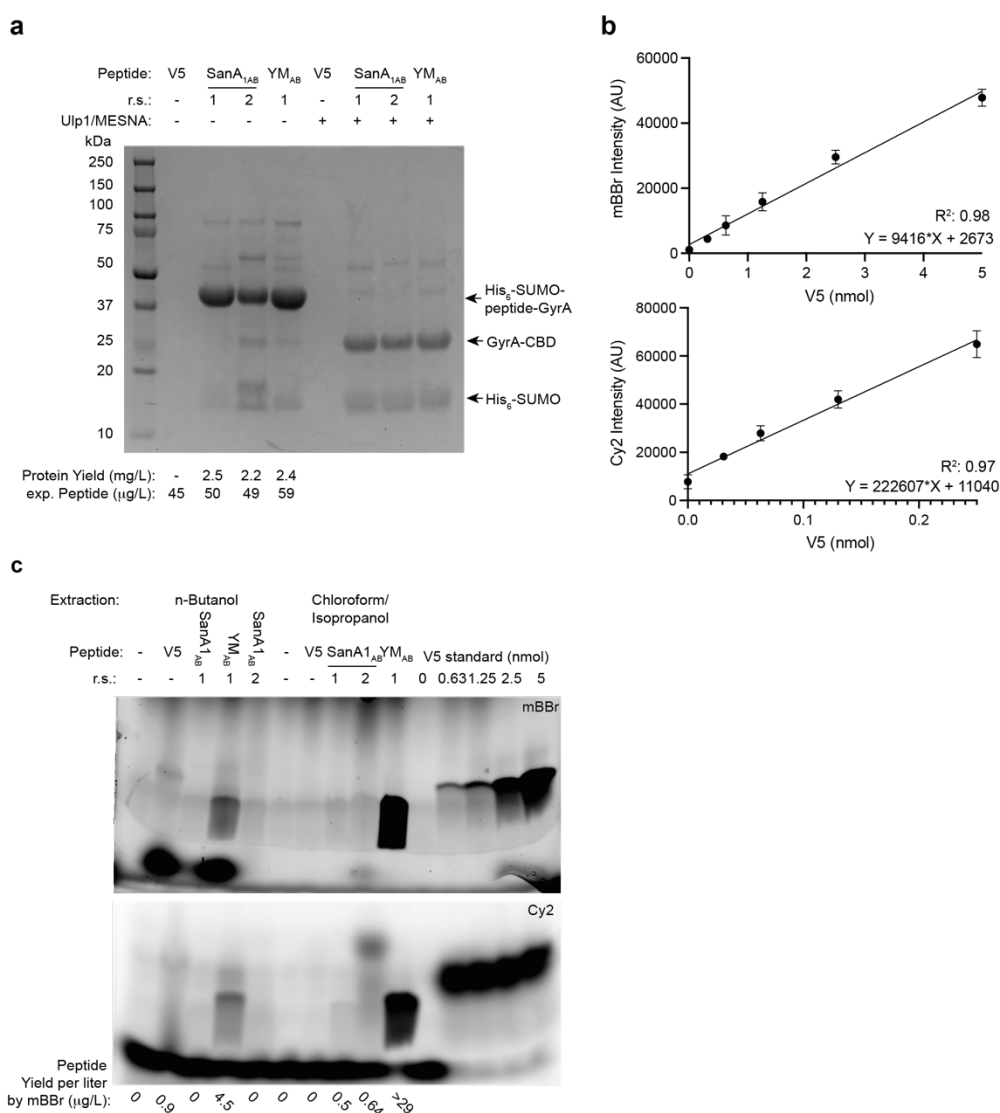 a
Peptide: V5 SanA1AB YMAB V5 SanA1AB YMAB
r.s.: - 1 2 1 - 1 2 1
Ulp1/MESNA: - - - - + + + +
kDa
250
150
100
75
50
37
25
20
10
His6-SUMO-
peptide-GyrA
GyrA-CBD
His6-SUMO
Protein Yield (mg/L) - 2.5 2.2 2.4
exp. Peptide (μg/L) 45 50 49 59
b
mBBr Intensity (AU)
60000
40000
20000
0
0 1 2 3 4 5
V5 (nmol)
R²: 0.98
Y = 9416*X + 2673
Cy2 Intensity (AU)
80000
60000
40000
20000
0
0.0 0.1 0.2
V5 (nmol)
R²: 0.97
Y = 222607*X + 11040
c
Extraction: n-Butanol Chloroform/
Isopropanol
Peptide: - V5 SanA1AB YMAB SanA1AB - V5 SanA1AB YMAB V5 standard (nmol)
r.s.: - - 1 1 2 - - 1 2 1 0 0.63 1.25 2.5 5
mBBr
Cy2
Peptide
Yield per liter
by mBBr (μg/L): 0 0.9 0 4.5 0 0 0 0.5 0.64 >29